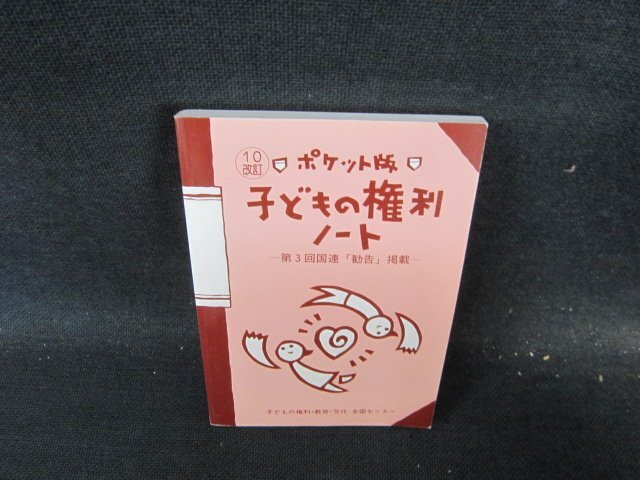 10改訂
ポケット版
子どもの権利
ノート
―第3回国連「勧告」掲載―
子どもの権利・教育・文化 全国センター